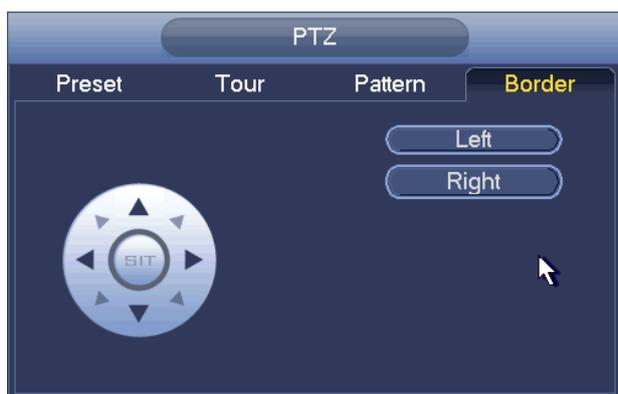 PTZ
Preset Tour Pattern Border
Left
Right
SIT